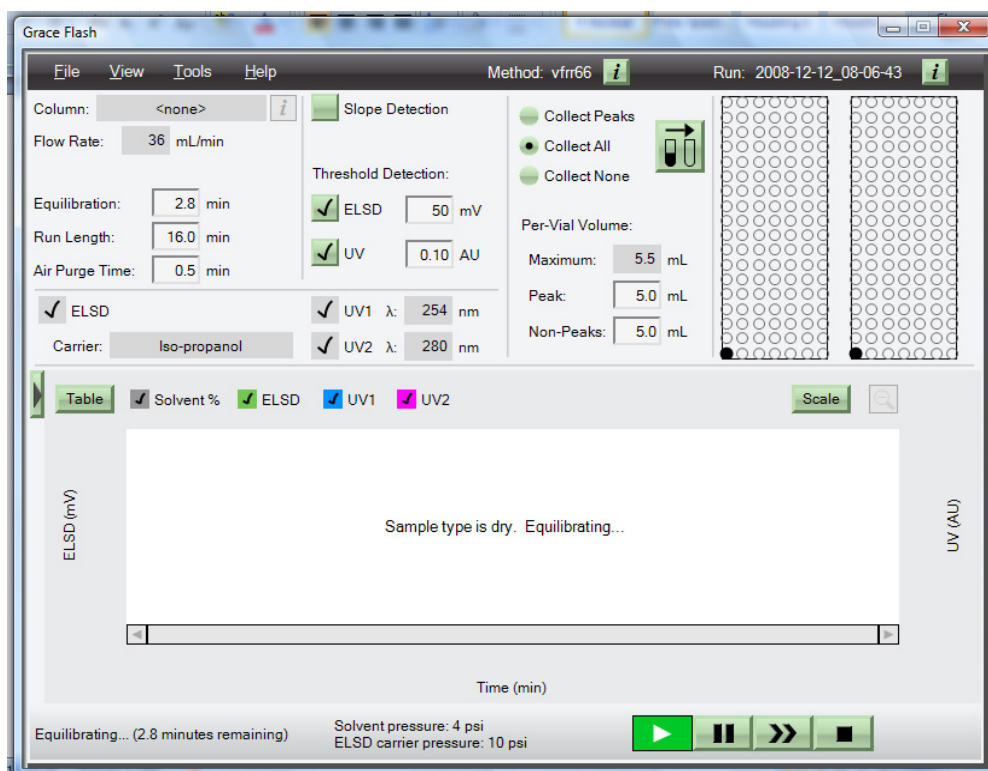 Grace Flash
File View Tools Help Method: vfrr66 i Run: 2008-12-12_08-06-43 i
Column: <none> i
Flow Rate: 36 mL/min
Equilibration: 2.8 min
Run Length: 16.0 min
Air Purge Time: 0.5 min
Slope Detection
Threshold Detection:
ELSD 50 mV
UV 0.10 AU
Collect Peaks
Collect All
Collect None
Per-Vial Volume:
Maximum: 5.5 mL
Peak: 5.0 mL
Non-Peaks: 5.0 mL
ELSD
Carrier: Iso-propanol
UV1 λ: 254 nm
UV2 λ: 280 nm
Table Solvent % ELSD UV1 UV2 Scale
ELSD (mV)
Sample type is dry. Equilibrating...
UV (AU)
Time (min)
Equilibrating... (2.8 minutes remaining)
Solvent pressure: 4 psi
ELSD carrier pressure: 10 psi